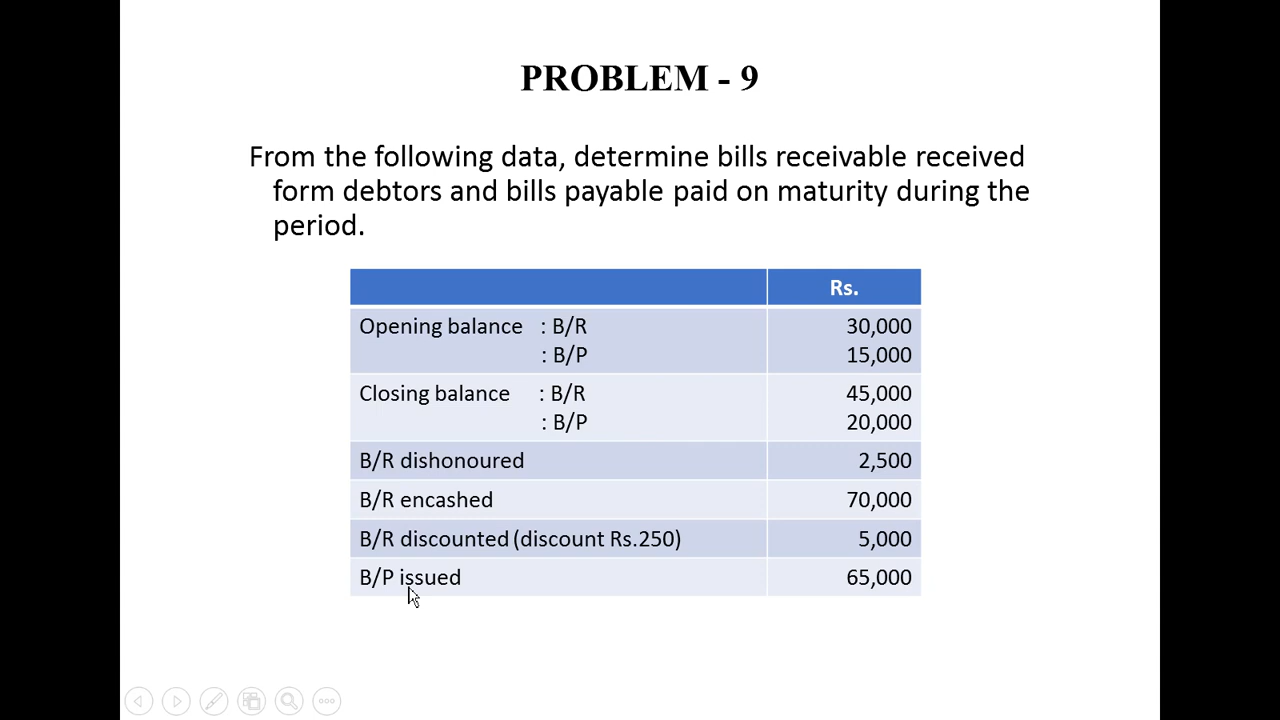 PROBLEM - 9
From the following data, determine bills receivable received
form debtors and bills payable paid on maturity during the
period.
Rs.
Opening balance : B/R 30,000
: B/P 15,000
Closing balance : B/R 45,000
: B/P 20,000
B/R dishonoured 2,500
B/R encashed 70,000
B/R discounted (discount Rs.250) 5,000
B/P issued 65,000